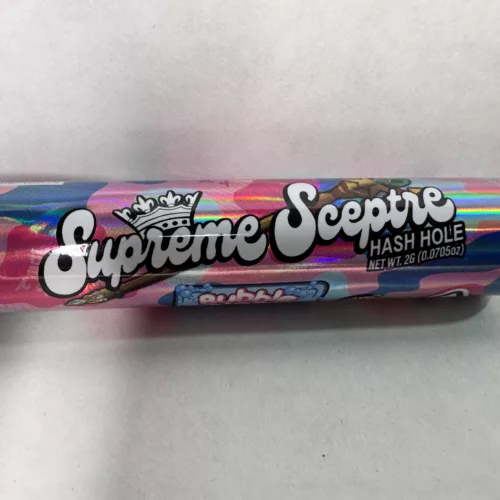 Supreme Sceptre
HASH HOLE
NET WT. 2G (0.0705oz)
Bubble